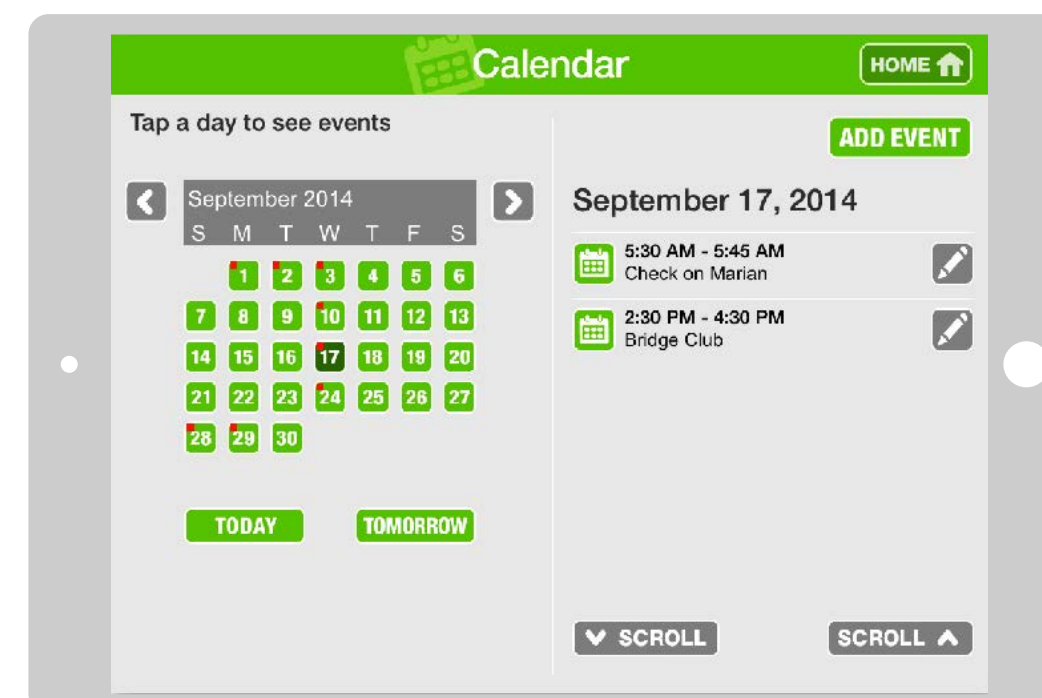 Calendar
HOME
Tap a day to see events
ADD EVENT
September 2014
S M T W T F S
1 2 3 4 5 6
7 8 9 10 11 12 13
14 15 16 17 18 19 20
21 22 23 24 25 26 27
28 29 30
TODAY TOMORROW
September 17, 2014
5:30 AM - 5:45 AM
Check on Marian
2:30 PM - 4:30 PM
Bridge Club
SCROLL SCROLL